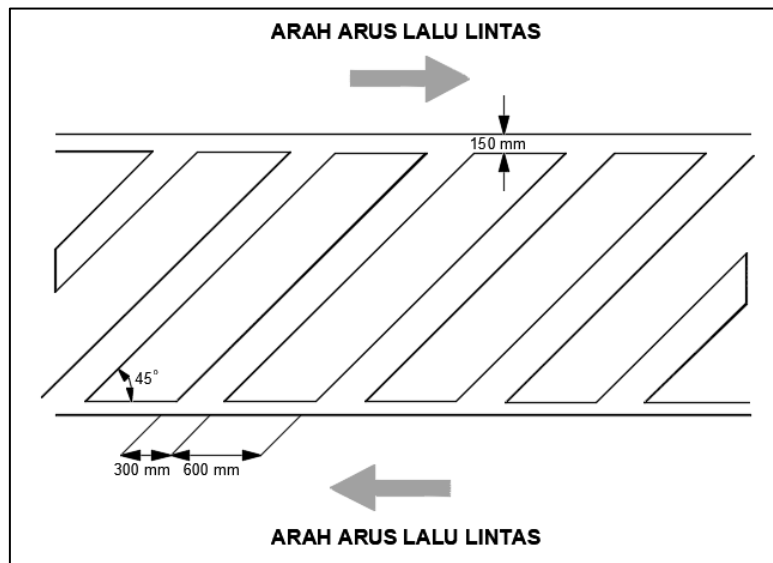 ARAH ARUS LALU LINTAS
150 mm
45°
300 mm 600 mm
ARAH ARUS LALU LINTAS